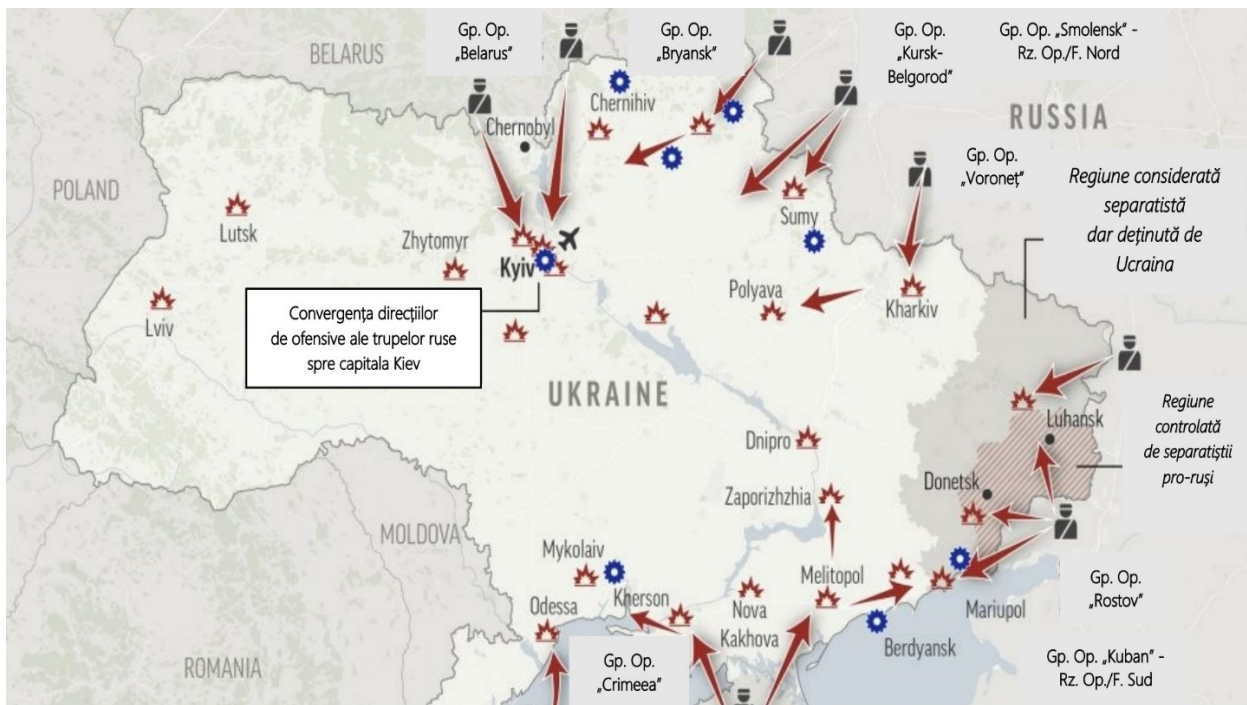 BELARUS
Gp. Op.
„Belarus”
Gp. Op.
„Bryansk”
Gp. Op.
„Kursk-
Belgorod”
Gp. Op. „Smolensk” -
Rz. Op./F. Nord
RUSSIA
Chernihiv
Chernobyl
Gp. Op.
„Voroneț”
Regiune considerată
separatistă
dar deținută de
Ucraina
POLAND
Lutsk
Zhytomyr
Kyiv
Sumy
Lviv
Polyava
Kharkiv
Convergența direcțiilor
de ofensive ale trupelor ruse
spre capitala Kiev
UKRAINE
Luhansk
Regiune
controlată
de separatiștii
pro-ruși
Dnipro
Donetsk
Zaporizhzhia
MOLDOVA
Mykolaiv
Melitopol
Kherson
Odessa
Nova
Kakhova
Mariupol
Gp. Op.
„Rostov”
Berdyansk
ROMANIA
Gp. Op.
„Crimeea”
Gp. Op. „Kuban” -
Rz. Op./F. Sud